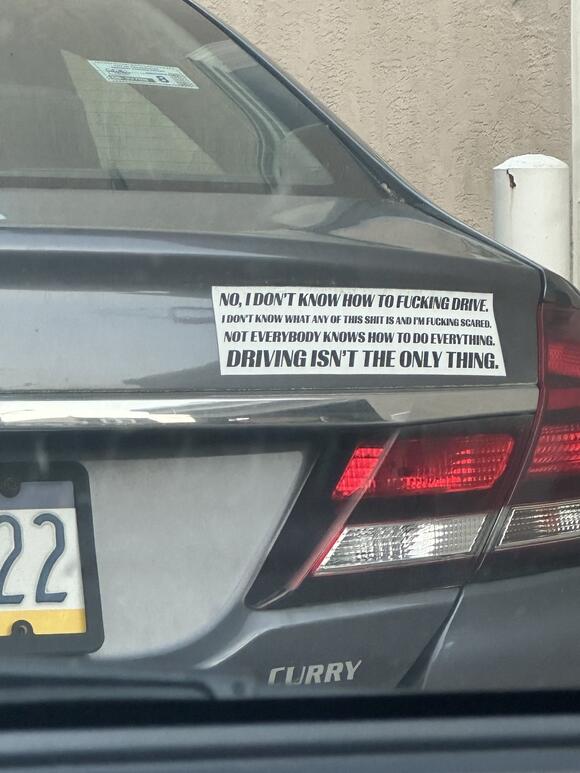 8
NO, I DON'T KNOW HOW TO FUCKING DRIVE.
I DON'T KNOW WHAT ANY OF THIS SHIT IS AND I'M FUCKING SCARED.
NOT EVERYBODY KNOWS HOW TO DO EVERYTHING.
DRIVING ISN'T THE ONLY THING.
22
CURRY